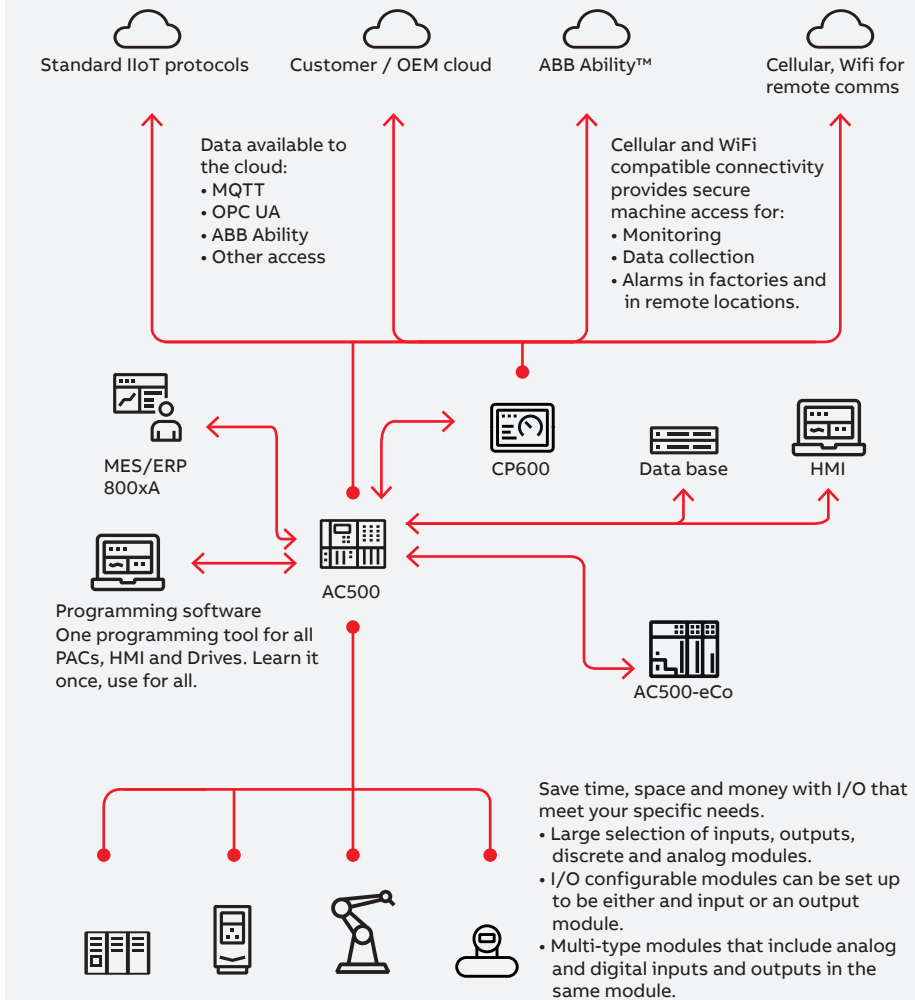 Standard IIoT protocols
Customer / OEM cloud
ABB Ability™
Cellular, Wifi for
remote comms
Data available to
the cloud:
• MQTT
• OPC UA
• ABB Ability
• Other access
Cellular and WiFi
compatible connectivity
provides secure
machine access for:
• Monitoring
• Data collection
• Alarms in factories and
in remote locations.
MES/ERP
800xA
CP600
Data base
HMI
AC500
Programming software
One programming tool for all
PACs, HMI and Drives. Learn it
once, use for all.
AC500-eCo
Save time, space and money with I/O that
meet your specific needs.
• Large selection of inputs, outputs,
discrete and analog modules.
• I/O configurable modules can be set up
to be either and input or an output
module.
• Multi-type modules that include analog
and digital inputs and outputs in the
same module.